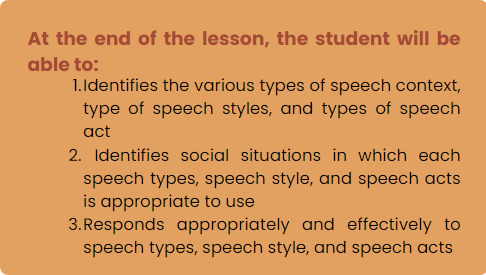 At the end of the lesson, the student will be
able to:
1. Identifies the various types of speech context,
type of speech styles, and types of speech
act
2. Identifies social situations in which each
speech types, speech style, and speech acts
is appropriate to use
3. Responds appropriately and effectively to
speech types, speech style, and speech acts